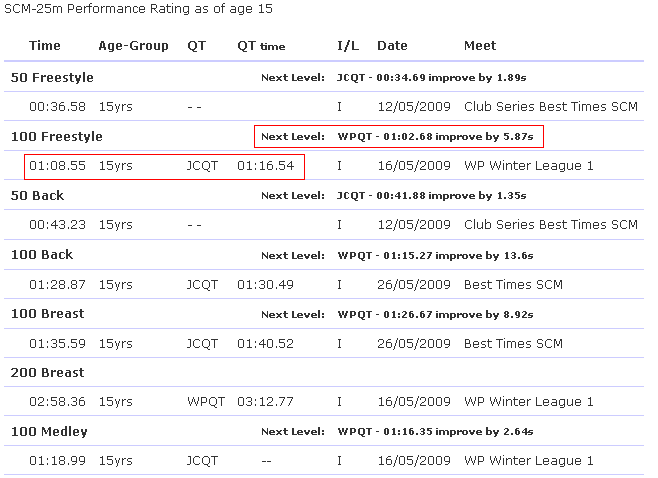 SCM-25m Performance Rating as of age 15
Time Age-Group QT QT time I/L Date Meet
50 Freestyle Next Level: JCQT - 00:34.69 improve by 1.89s
00:36.58 15yrs - - I 12/05/2009 Club Series Best Times SCM
100 Freestyle Next Level: WPQT - 01:02.68 improve by 5.87s
01:08.55 15yrs JCQT 01:16.54 I 16/05/2009 WP Winter League 1
50 Back Next Level: JCQT - 00:41.88 improve by 1.35s
00:43.23 15yrs - - I 12/05/2009 Club Series Best Times SCM
100 Back Next Level: WPQT - 01:15.27 improve by 13.6s
01:28.87 15yrs JCQT 01:30.49 I 26/05/2009 Best Times SCM
100 Breast Next Level: WPQT - 01:26.67 improve by 8.92s
01:35.59 15yrs JCQT 01:40.52 I 26/05/2009 Best Times SCM
200 Breast
02:58.36 15yrs WPQT 03:12.77 I 16/05/2009 WP Winter League 1
100 Medley Next Level: WPQT - 01:16.35 improve by 2.64s
01:18.99 15yrs JCQT -- I 16/05/2009 WP Winter League 1